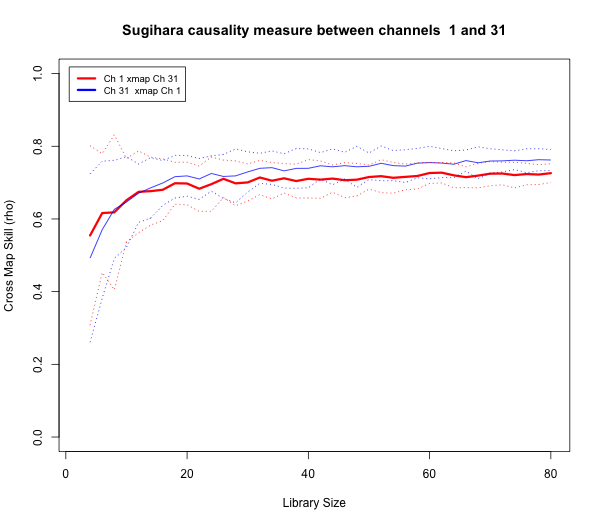 Sugihara causality measure between channels  1 and 31
Ch 1 xmap Ch 31
Ch 31  xmap Ch 1
Cross Map Skill (rho)
1.0
0.8
0.6
0.4
0.2
0.0
0 20 40 60 80
Library Size